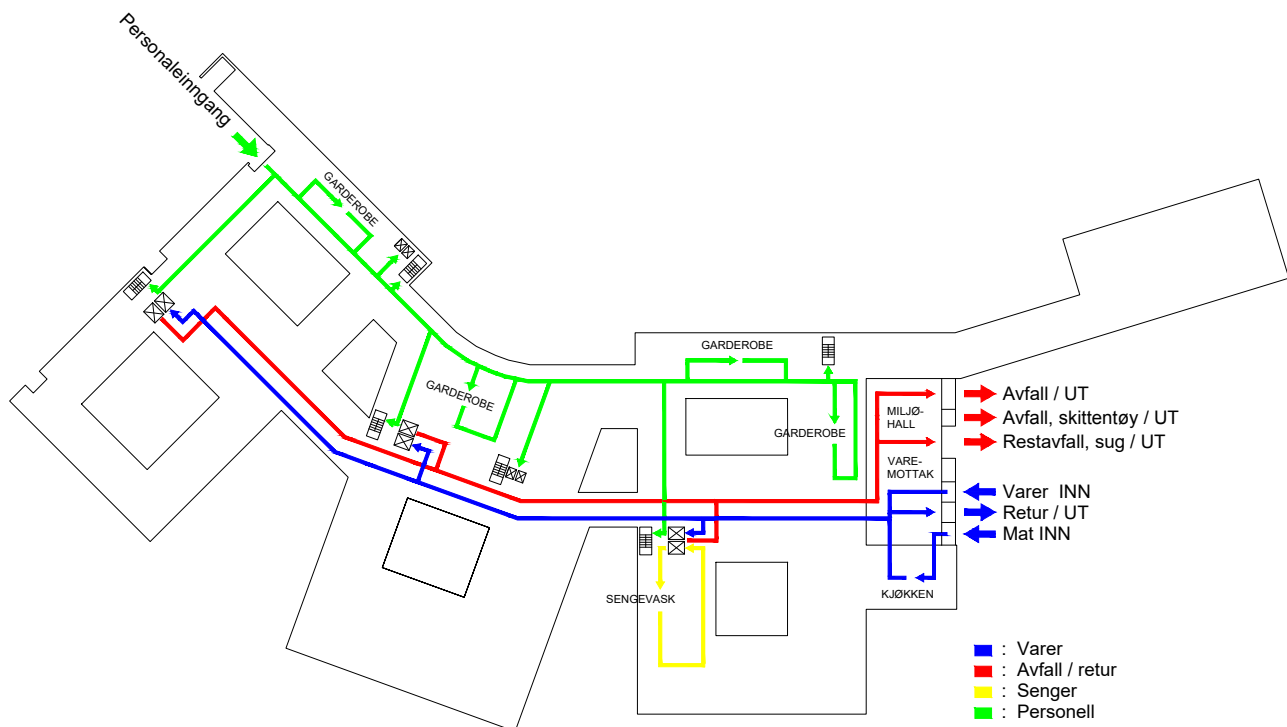 Personaleinngang
GARDEROBE
GARDEROBE
GARDEROBE
GARDEROBE
MILJØ-
HALL
VARE-
MOTTAK
Avfall / UT
Avfall, skittentøy / UT
Restavfall, sug / UT
Varer INN
Retur / UT
Mat INN
SENGEVASK
KJØKKEN
: Varer
: Avfall / retur
: Senger
: Personell